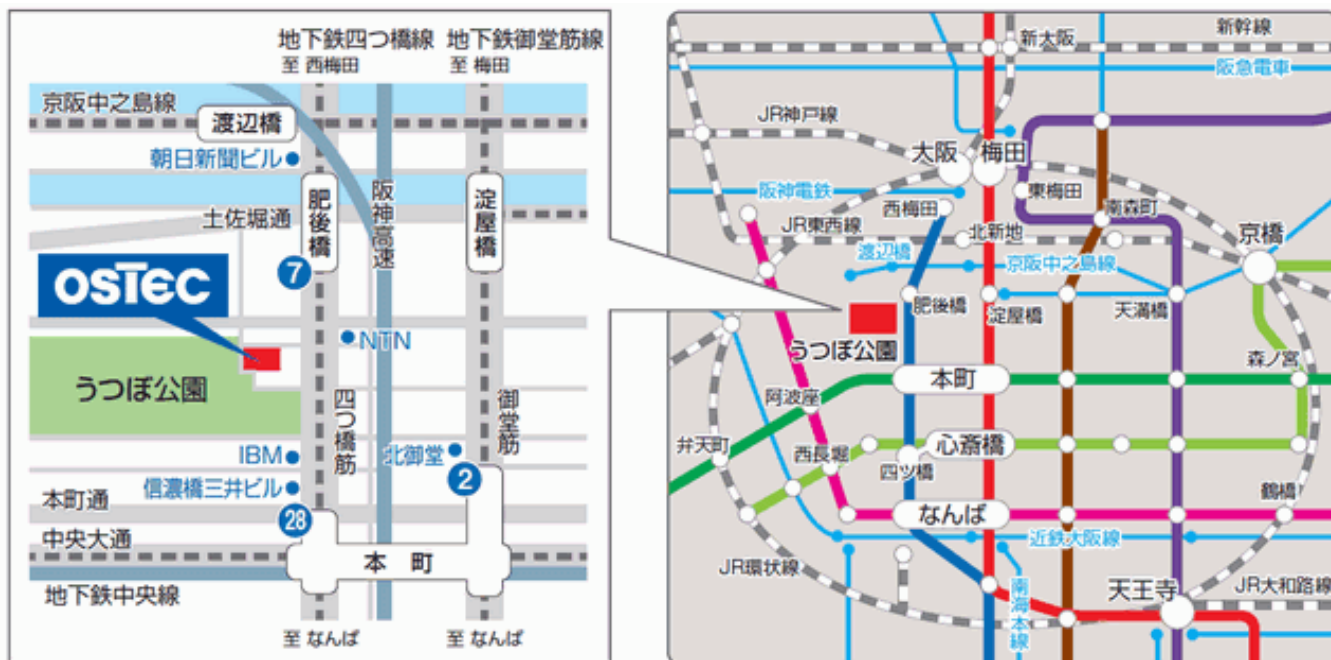 地下鉄四つ橋線
至 西梅田
地下鉄御堂筋線
至 梅田
京阪中之島線
渡辺橋
朝日新聞ビル
肥後橋
阪神高速
淀屋橋
土佐堀通
7
OSTEC
NTN
うつぼ公園
四つ橋筋
御堂筋
IBM
北御堂
2
信濃橋三井ビル
本町通
28
中央大通
本町
地下鉄中央線
至 なんば
至 なんば
新大阪
新幹線
阪急電車
JR神戸線
大阪
梅田
阪神電鉄
東梅田
西梅田
南森町
JR東西線
北新地
京橋
渡辺橋
京阪中之島線
肥後橋
淀屋橋
天満橋
うつぼ公園
森ノ宮
本町
阿波座
弁天町
心斎橋
西長堀
四ツ橋
鶴橋
なんば
近鉄大阪線
JR環状線
南海本線
天王寺
JR大和路線